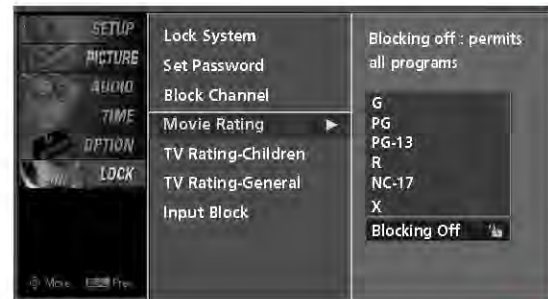 SETUP
PICTURE
AUDIO
TIME
OPTION
LOCK
Move
Prev.
Lock System
Set Password
Block Channel
Movie Rating
TV Rating-Children
TV Rating-General
Input Block
Blocking off : permits
all programs
G
PG
PG-13
R
NC-17
X
Blocking Off